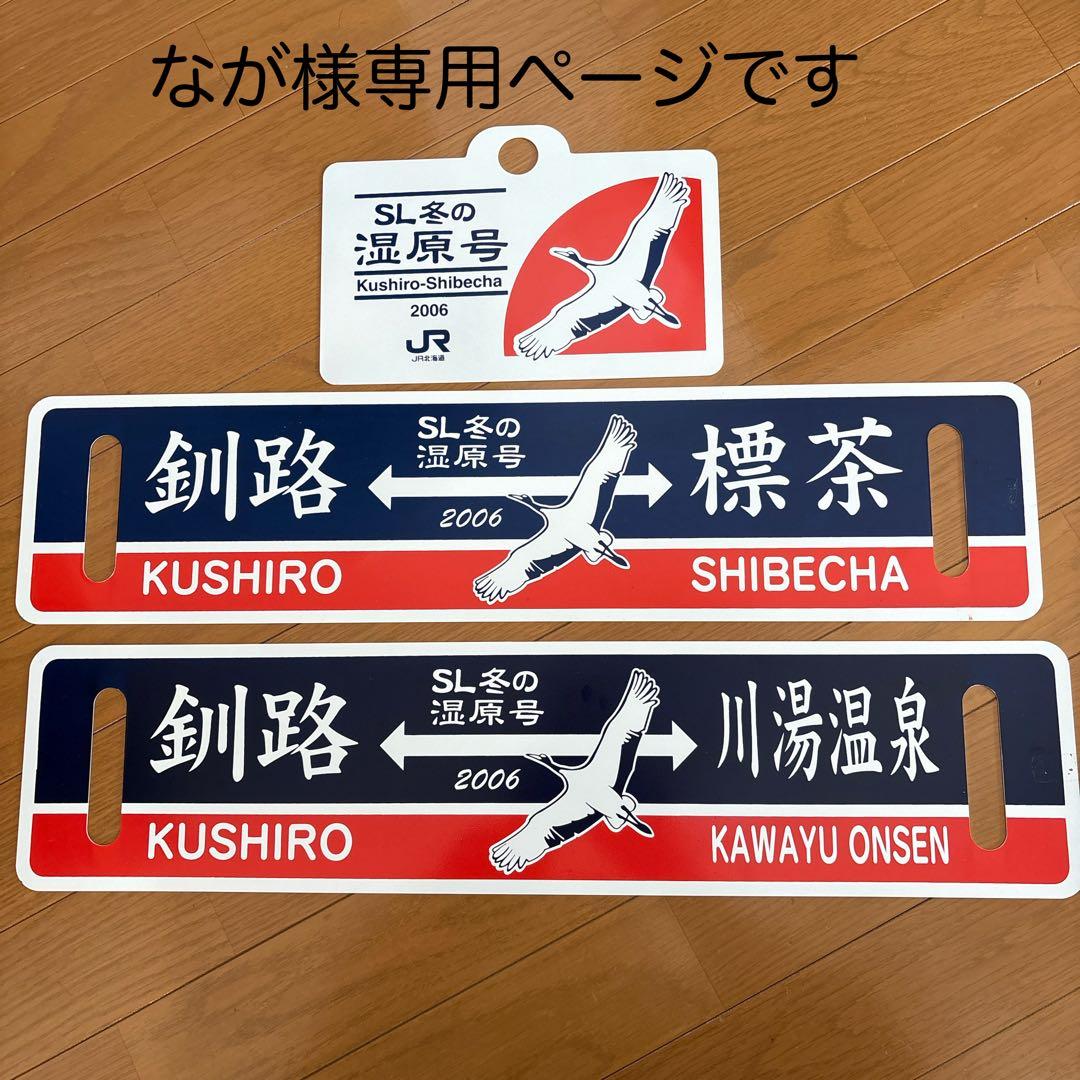 なが様専用ページです
SL冬の
湿原号
Kushiro-Shibecha
2006
JR
JR北海道
釧路
SL冬の
湿原号
2006
標茶
KUSHIRO
SHIBECHA
釧路
SL冬の
湿原号
2006
川湯温泉
KUSHIRO
KAWAYU ONSEN